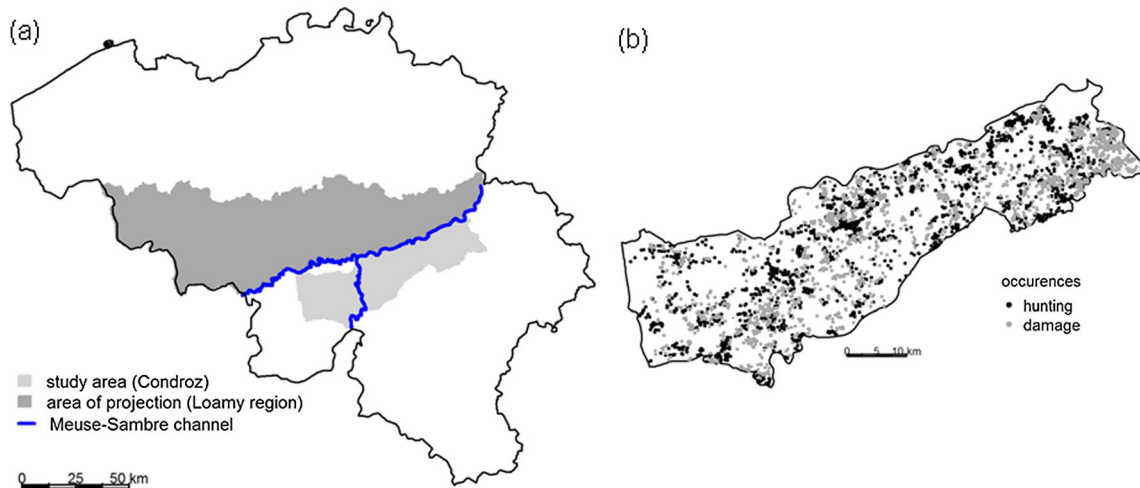 (a)
study area (Condroz)
area of projection (Loamy region)
Meuse-Sambre channel
0 25 50 km
(b)
occurences
hunting
damage
0 5 10 km